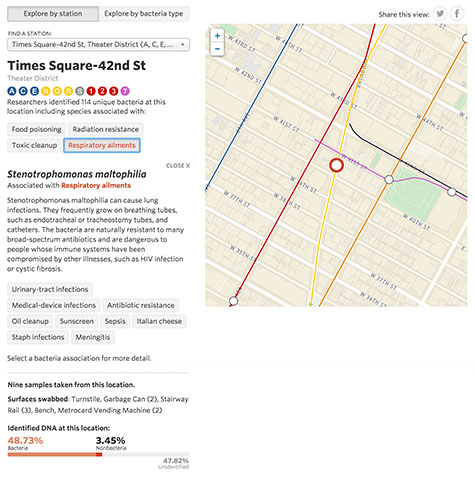 Explore by station
Explore by bacteria type
FIND A STATION:
Times Square-42nd St, Theater District (A, C, E, ...
Times Square-42nd St
Theater District
A C E N Q R S 1 2 3 7
Researchers identified 114 unique bacteria at this
location including species associated with:
Food poisoning
Radiation resistance
Toxic cleanup
Respiratory ailments
CLOSE X
Stenotrophomonas maltophilia
Associated with Respiratory ailments
Stenotrophomonas maltophilia can cause lung
infections. They frequently grow on breathing tubes,
such as endotracheal or tracheostomy tubes, and
catheters. The bacteria are naturally resistant to many
broad-spectrum antibiotics and are dangerous to
people whose immune systems have been
compromised by other illnesses, such as HIV infection
or cystic fibrosis.
Urinary-tract infections
Medical-device infections
Antibiotic resistance
Oil cleanup
Sunscreen
Sepsis
Italian cheese
Staph infections
Meningitis
Select a bacteria association for more detail.
Nine samples taken from this location.
Surfaces swabbed: Turnstile, Garbage Can (2), Stairway
Rail (3), Bench, Metrocard Vending Machine (2)
Identified DNA at this location:
48.73%
3.45%
Bacteria
Nonbacteria
47.82%
Unidentified
Share this view:
+
−
W 43RD ST
W 42ND ST
W 41ST ST
W 40TH ST
W 39TH ST
W 38TH ST
W 37TH ST
W 36TH ST